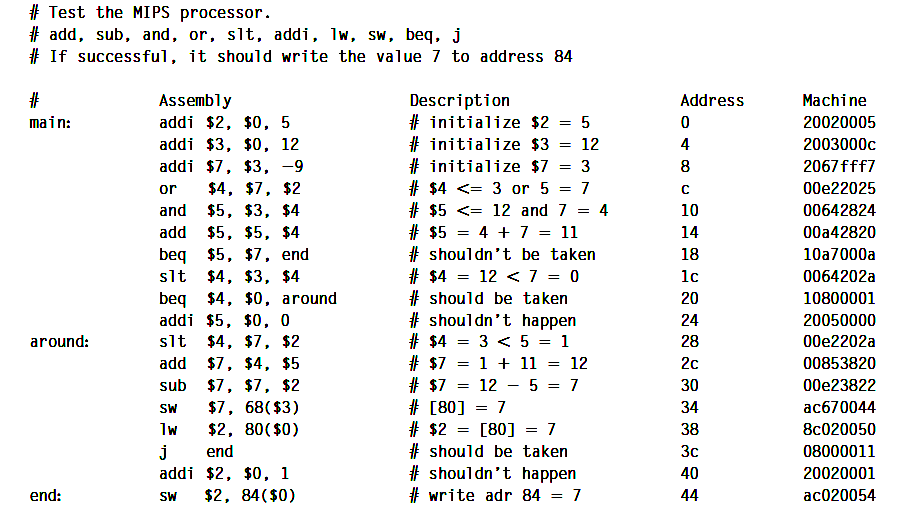 # Test the MIPS processor.
# add, sub, and, or, slt, addi, lw, sw, beq, j
# If successful, it should write the value 7 to address 84
# Assembly Description Address Machine
main: addi $2, $0, 5 # initialize $2 = 5 0 20020005
addi $3, $0, 12 # initialize $3 = 12 4 2003000c
addi $7, $3, −9 # initialize $7 = 3 8 2067fff7
or $4, $7, $2 # $4 <= 3 or 5 = 7 c 00e22025
and $5, $3, $4 # $5 <= 12 and 7 = 4 10 00642824
add $5, $5, $4 # $5 = 4 + 7 = 11 14 00a42820
beq $5, $7, end # shouldn't be taken 18 10a7000a
slt $4, $3, $4 # $4 = 12 < 7 = 0 1c 0064202a
beq $4, $0, around # should be taken 20 10800001
addi $5, $0, 0 # shouldn't happen 24 20050000
around: slt $4, $7, $2 # $4 = 3 < 5 = 1 28 00e2202a
add $7, $4, $5 # $7 = 1 + 11 = 12 2c 00853820
sub $7, $7, $2 # $7 = 12 − 5 = 7 30 00e23822
sw $7, 68($3) # [80] = 7 34 ac670044
lw $2, 80($0) # $2 = [80] = 7 38 8c020050
j end # should be taken 3c 08000011
addi $2, $0, 1 # shouldn't happen 40 20020001
end: sw $2, 84($0) # write adr 84 = 7 44 ac020054